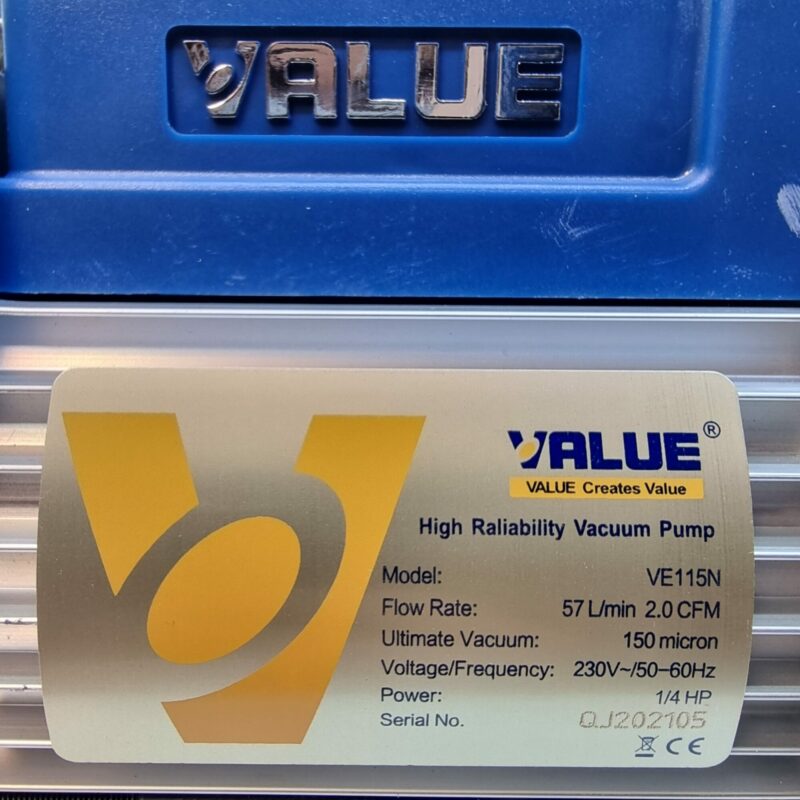 VALUE
VALUE®
VALUE Creates Value
High Raliability Vacuum Pump
Model: VE115N
Flow Rate: 57 L/min 2.0 CFM
Ultimate Vacuum: 150 micron
Voltage/Frequency: 230V~/50-60Hz
Power: 1/4 HP
Serial No. QJ202105
CE